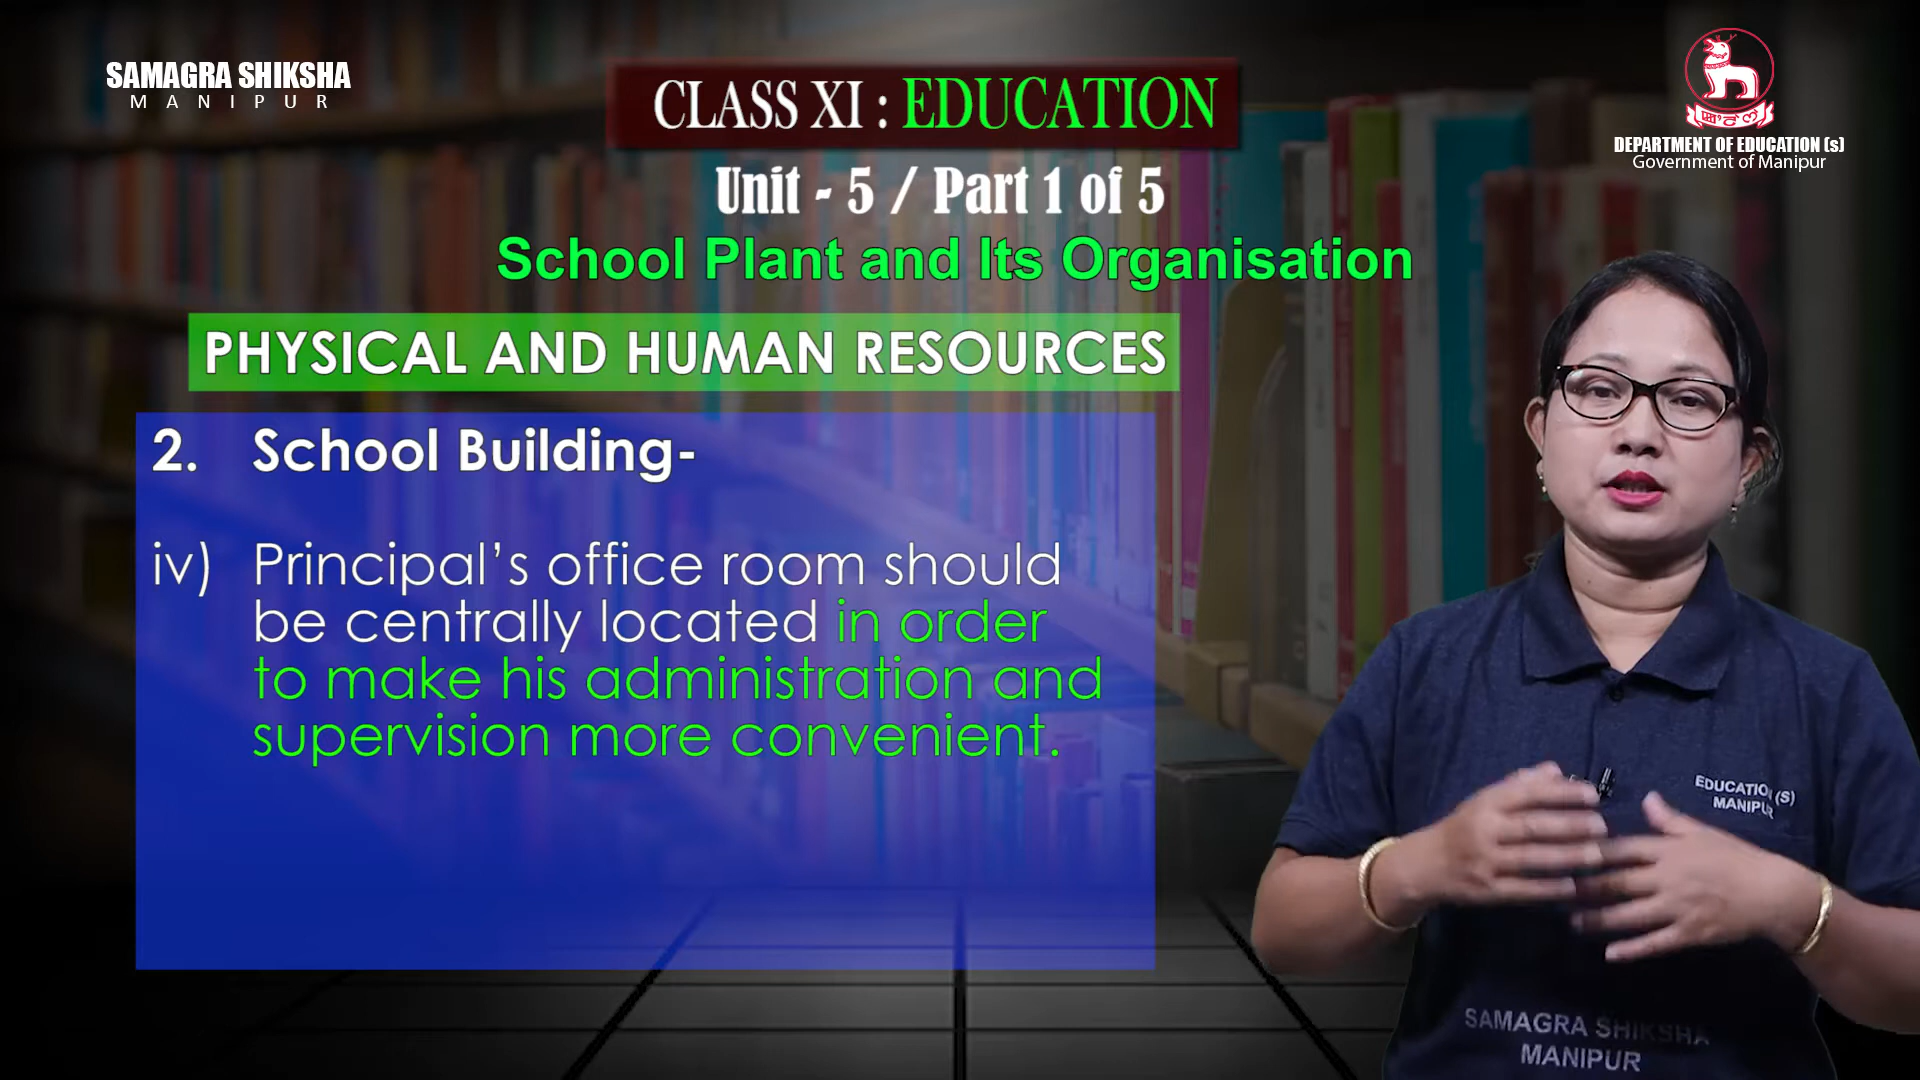 SAMAGRA SHIKSHA
MANIPUR
CLASS XI : EDUCATION
Unit - 5 / Part 1 of 5
School Plant and Its Organisation
DEPARTMENT OF EDUCATION (s)
Government of Manipur
PHYSICAL AND HUMAN RESOURCES
2. School Building-
iv) Principal’s office room should
be centrally located in order
to make his administration and
supervision more convenient.
EDUCATION (S)
MANIPUR
SAMAGRA SHIKSHA
MANIPUR